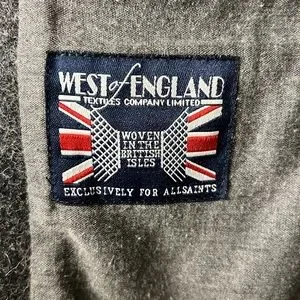 WEST of ENGLAND
TEXTILES COMPANY LIMITED
WOVEN
IN THE
BRITISH
ISLES
EXCLUSIVELY FOR ALLSAINTS